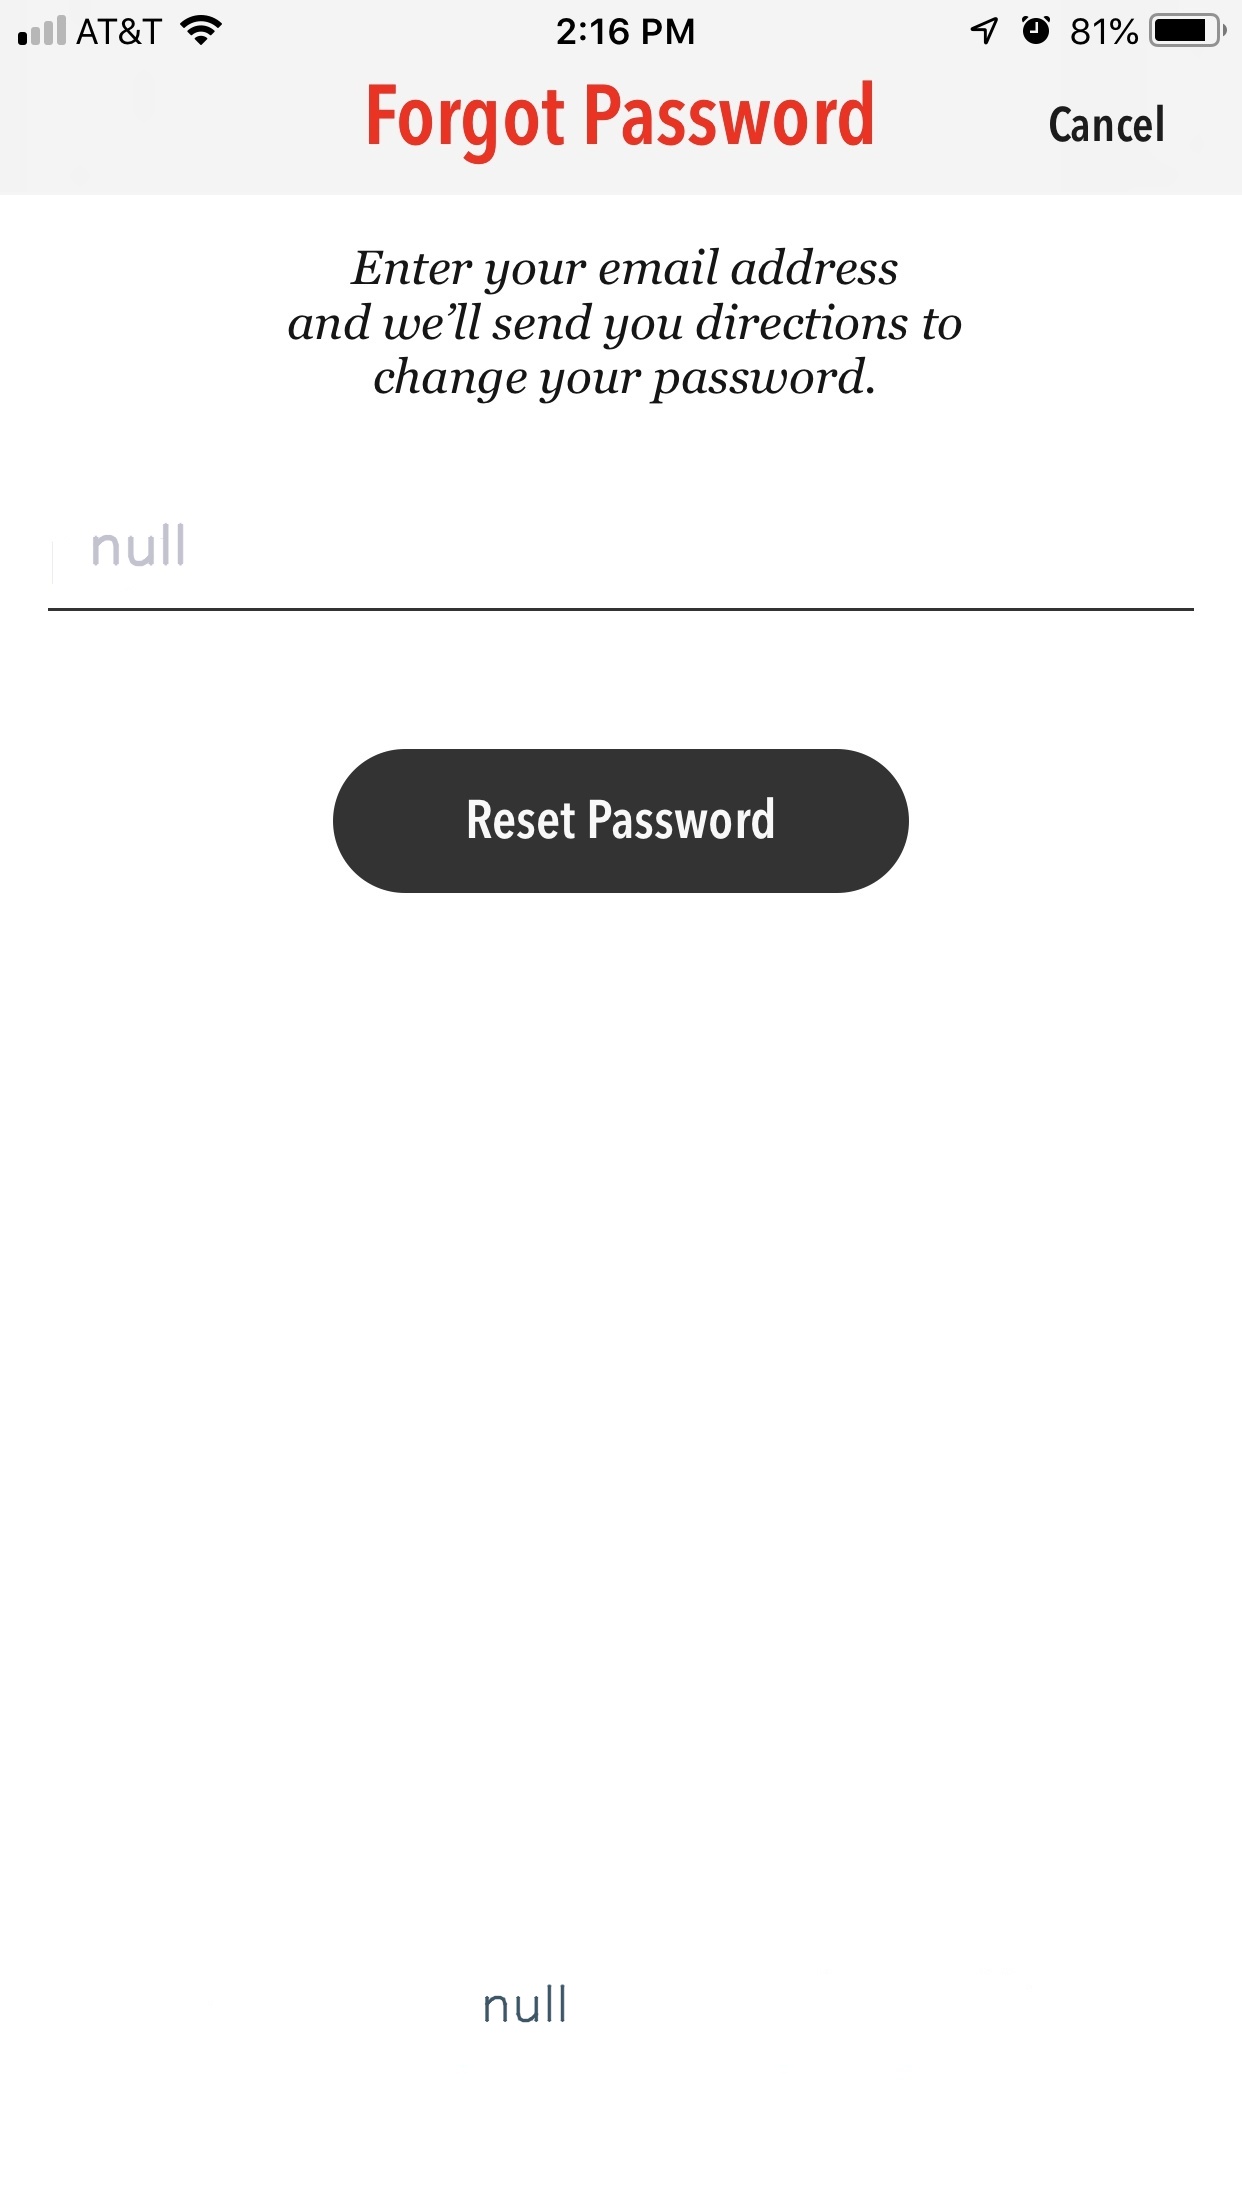 AT&T 2:16 PM 81%
Forgot Password
Cancel
Enter your email address
and we’ll send you directions to
change your password.
null
Reset Password
null